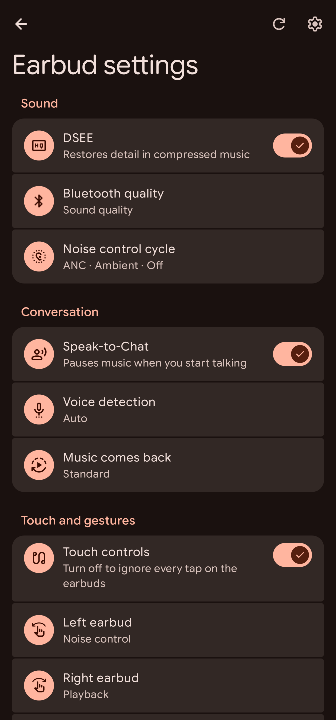 Earbud settings
Sound
DSEE
Restores detail in compressed music
Bluetooth quality
Sound quality
Noise control cycle
ANC · Ambient · Off
Conversation
Speak-to-Chat
Pauses music when you start talking
Voice detection
Auto
Music comes back
Standard
Touch and gestures
Touch controls
Turn off to ignore every tap on the
earbuds
Left earbud
Noise control
Right earbud
Playback